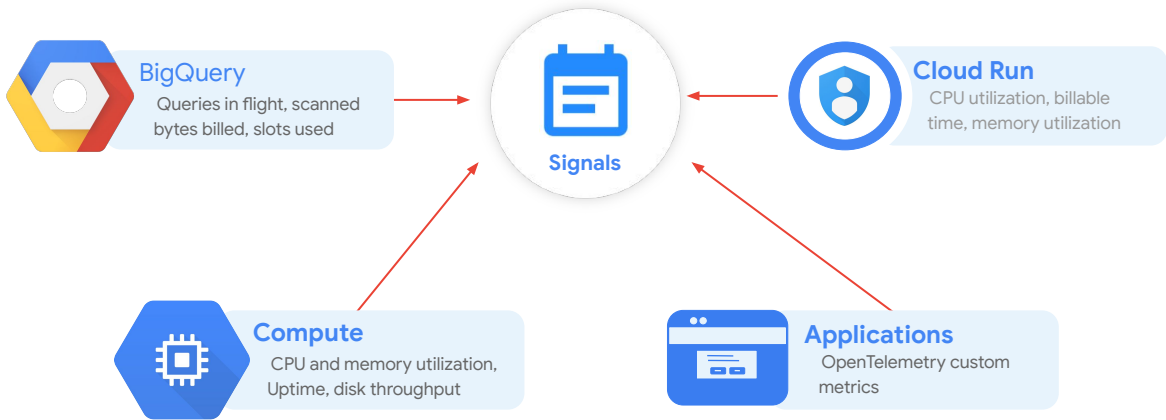 BigQuery
Queries in flight, scanned
bytes billed, slots used
Signals
Cloud Run
CPU utilization, billable
time, memory utilization
Compute
CPU and memory utilization,
Uptime, disk throughput
Applications
OpenTelemetry custom
metrics